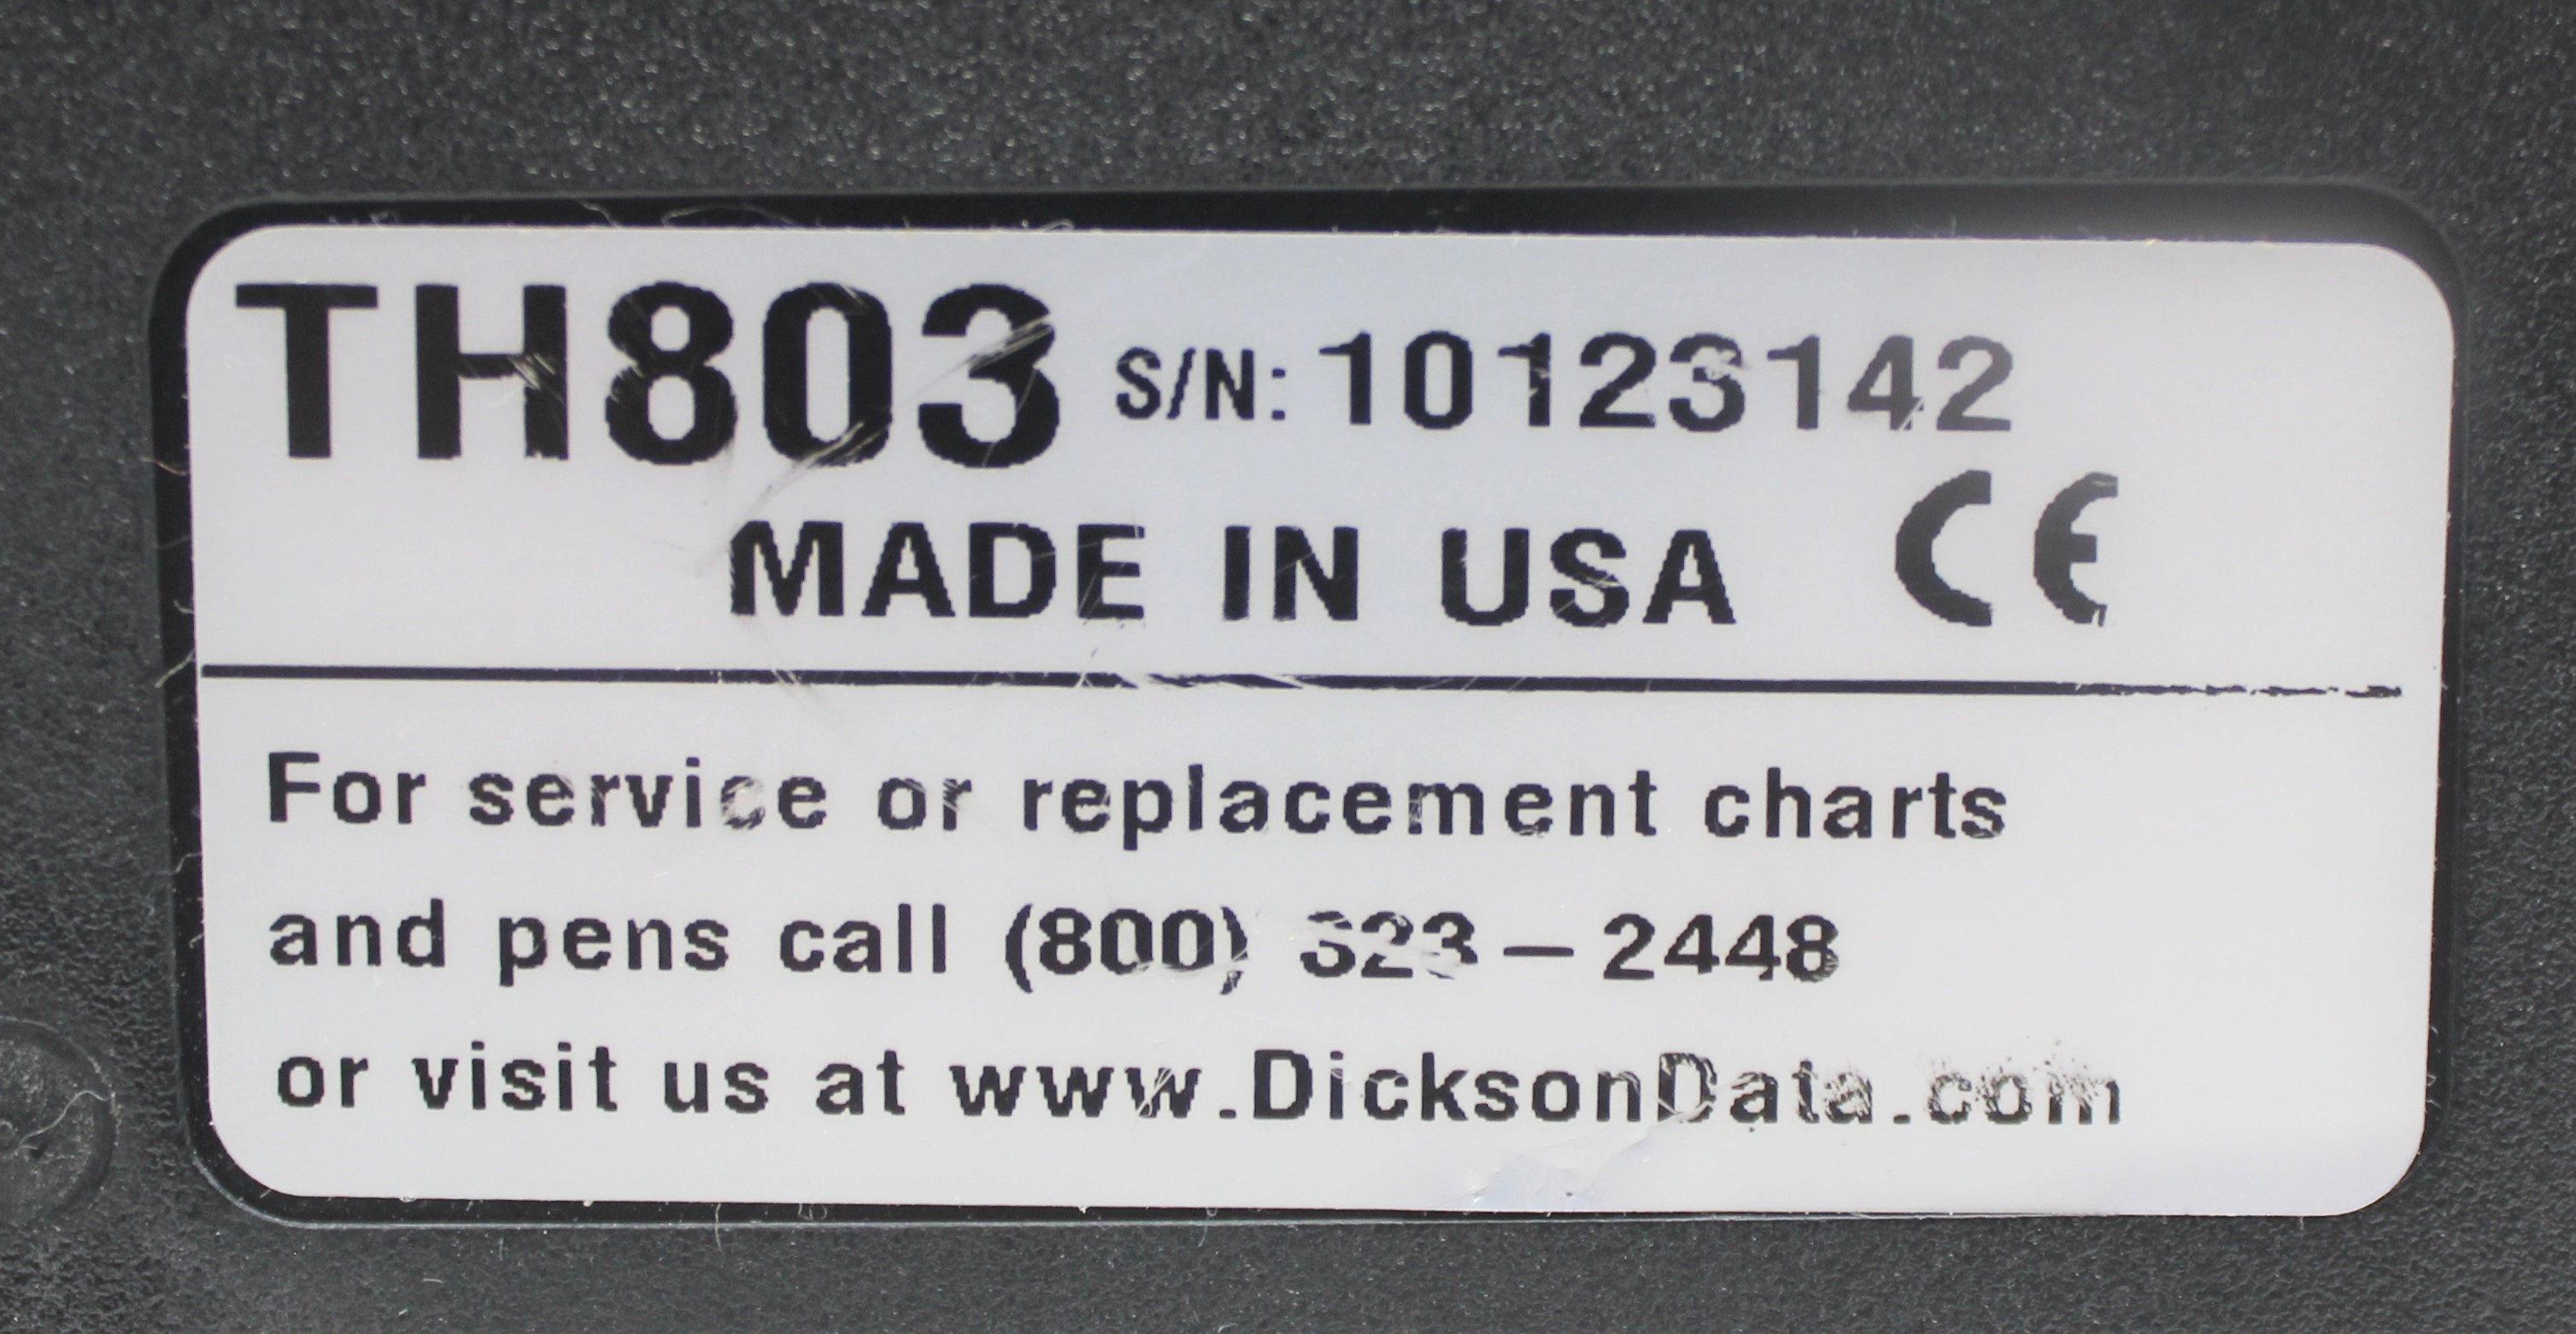 TH803 S/N: 10123142
MADE IN USA CE
For service or replacement charts
and pens call (800) 323-2448
or visit us at www.DicksonData.com